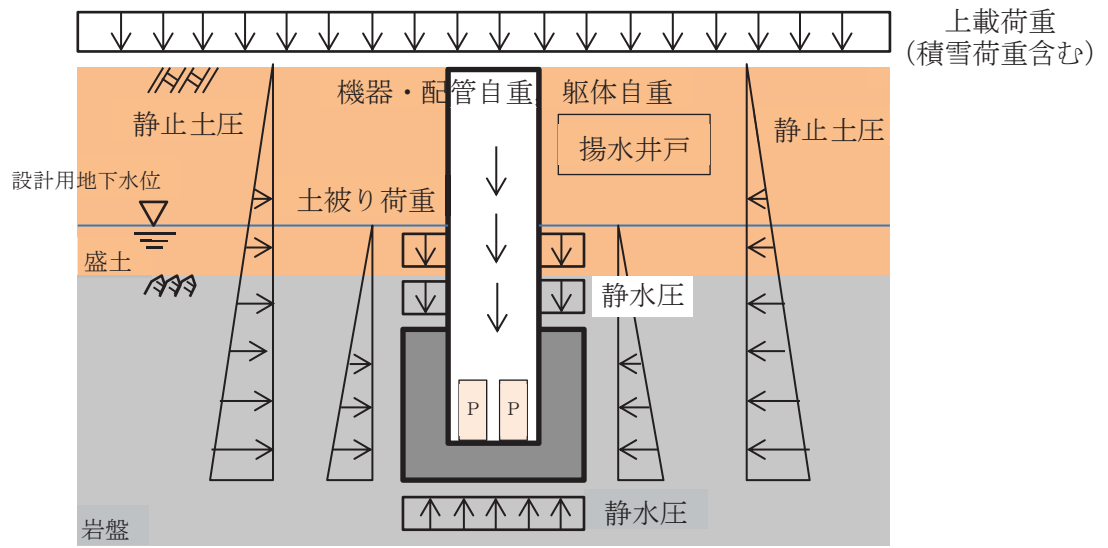 上載荷重
(積雪荷重含む)
機器・配管自重、躯体自重
静止土圧
静止土圧
揚水井戸
設計用地下水位
土被り荷重
盛土
静水圧
P P
静水圧
岩盤